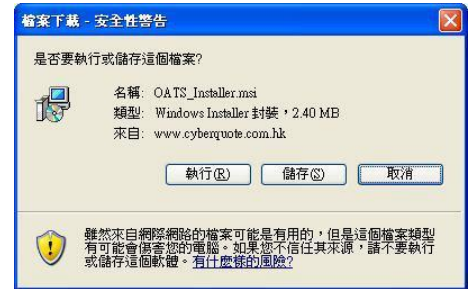 檔案下載 - 安全性警告
是否要執行或儲存這個檔案?
名稱: OATS_Installer.msi
類型: Windows Installer 封裝，2.40 MB
來自: www.cyberquote.com.hk
執行(R) 儲存(S) 取消
雖然來自網際網路的檔案可能是有用的，但是這個檔案類型
有可能會傷害您的電腦。如果您不信任其來源，請不要執行
或儲存這個軟體。有什麼樣的風險?